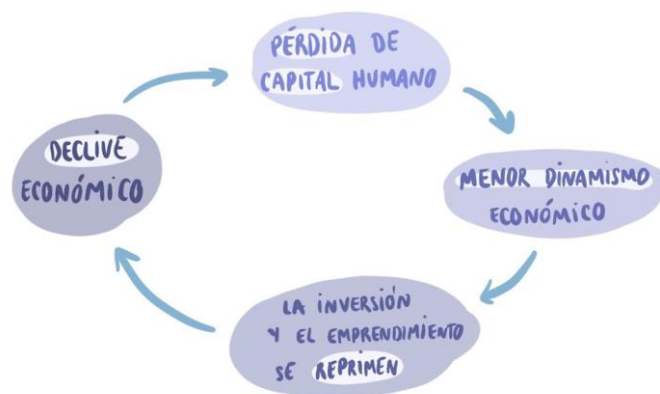 PÉRDIDA DE
CAPITAL HUMANO
MENOR DINAMISMO
ECONÓMICO
LA INVERSIÓN
Y EL EMPRENDIMIENTO
SE REPRIMEN
DECLIVE
ECONÓMICO